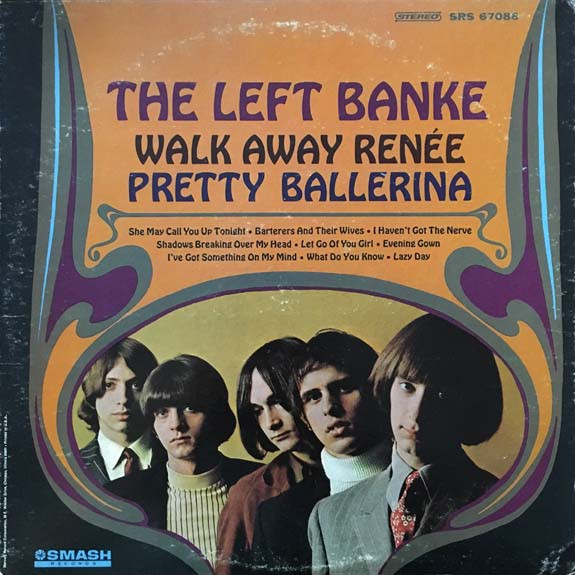 STEREO SRS 67088
THE LEFT BANKE
WALK AWAY RENÉE
PRETTY BALLERINA
She May Call You Up Tonight • Barterers And Their Wives • I Haven't Got The Nerve
Shadows Breaking Over My Head • Let Go Of You Girl • Evening Gown
I've Got Something On My Mind • What Do You Know • Lazy Day
SMASH
RECORDS